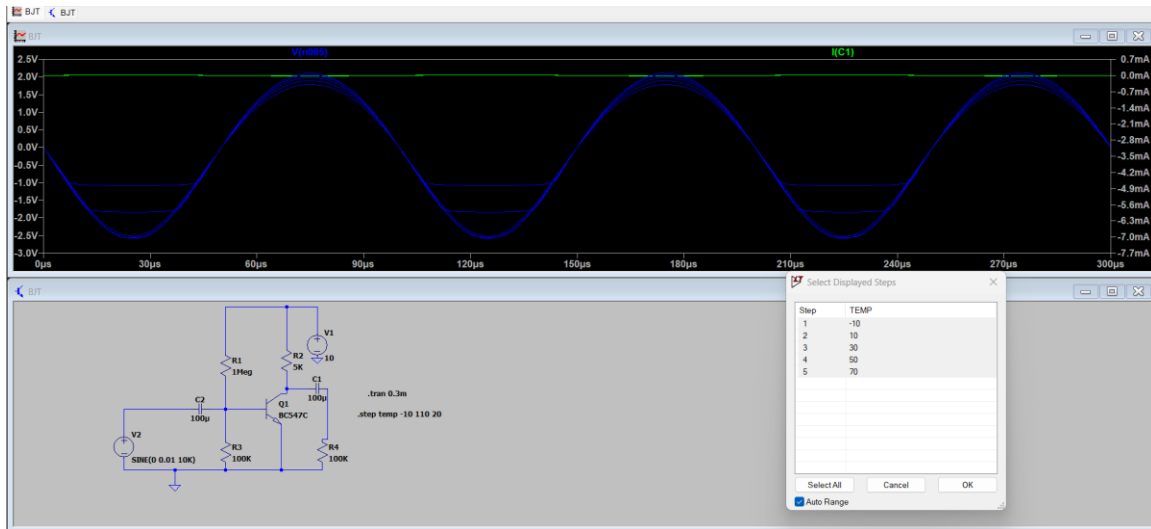 BJT BJT
BJT
V(n006) I(C1)
2.5V
2.0V
1.5V
1.0V
0.5V
0.0V
-0.5V
-1.0V
-1.5V
-2.0V
-2.5V
-3.0V
0.7mA
0.0mA
-0.7mA
-1.4mA
-2.1mA
-2.8mA
-3.5mA
-4.2mA
-4.9mA
-5.6mA
-6.3mA
-7.0mA
-7.7mA
0µs 30µs 60µs 90µs 120µs 150µs 180µs 210µs 240µs 270µs 300µs
BJT
V1
10
R1
1Meg
R2
5K
C1
100µ
C2
100µ
Q1
BC547C
.tran 0.3m
.step temp -10 110 20
V2
SINE(0 0.01 10K)
R3
100K
R4
100K
Select Displayed Steps
Step TEMP
1 -10
2 10
3 30
4 50
5 70
Select All Cancel OK
Auto Range